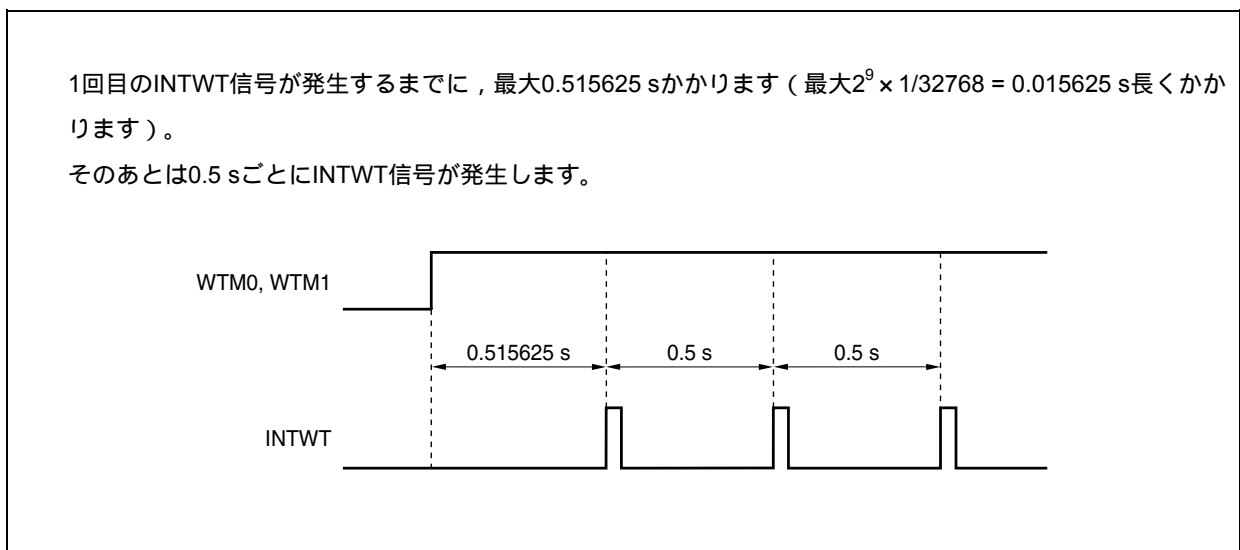 1回目のINTWT信号が発生するまでに，最大0.515625 sかかります（最大2⁹×1/32768 = 0.015625 s長くかか
ります）。
そのあとは0.5 sごとにINTWT信号が発生します。
WTM0, WTM1
0.515625 s
0.5 s
0.5 s
INTWT